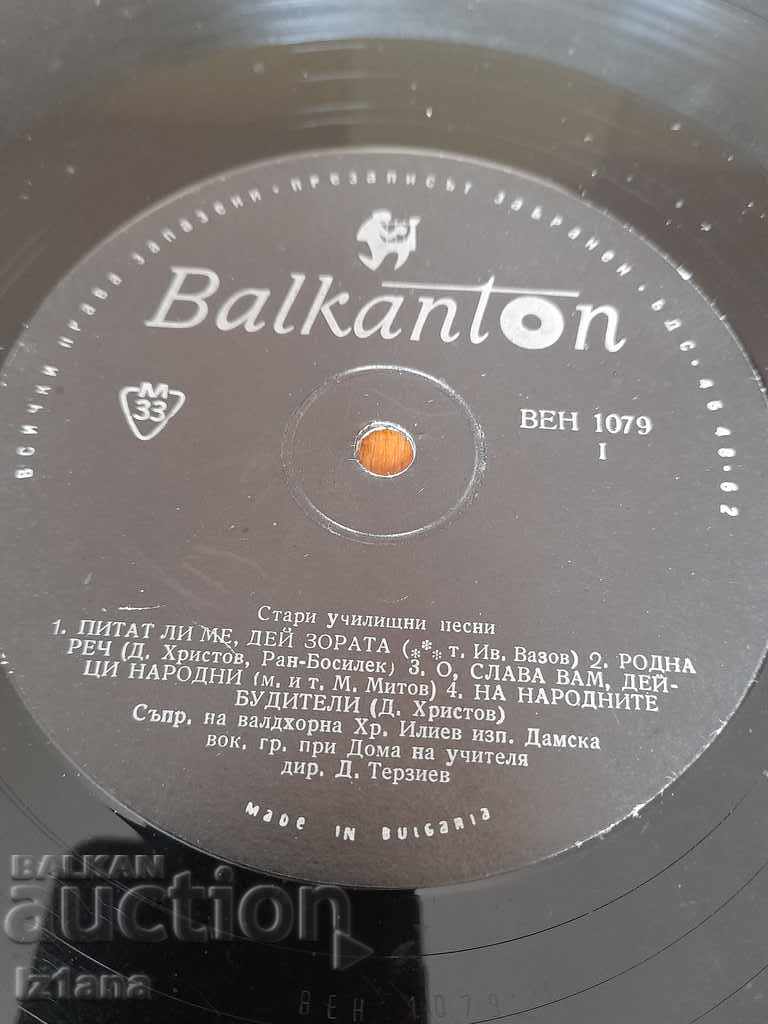 ВСИЧКИ ПРАВА ЗАПАЗЕНИ · ПРЕЗАПИСЪТ ЗАБРАНЕН · БДС · 4648-62
Balkanton
M
33
ВЕН 1079
I
Стари училищни песни
1. ПИТАТ ЛИ МЕ, ДЕЙ ЗОРАТА (*** т. Ив. Вазов) 2. РОДНА
РЕЧ (Д. Христов, Ран-Босилек) 3. О, СЛАВА ВАМ, ДЕЙ-
ЦИ НАРОДНИ (м. и т. М. Митов) 4. НА НАРОДНИТЕ
БУДИТЕЛИ (Д. Христов)
Съпр. на валдхорна Хр. Илиев изп. Дамска
вок. гр. при Дома на учителя
дир. Д. Терзиев
MADE IN BULGARIA
BALKAN
auction
iz1ana
ВЕН 1079